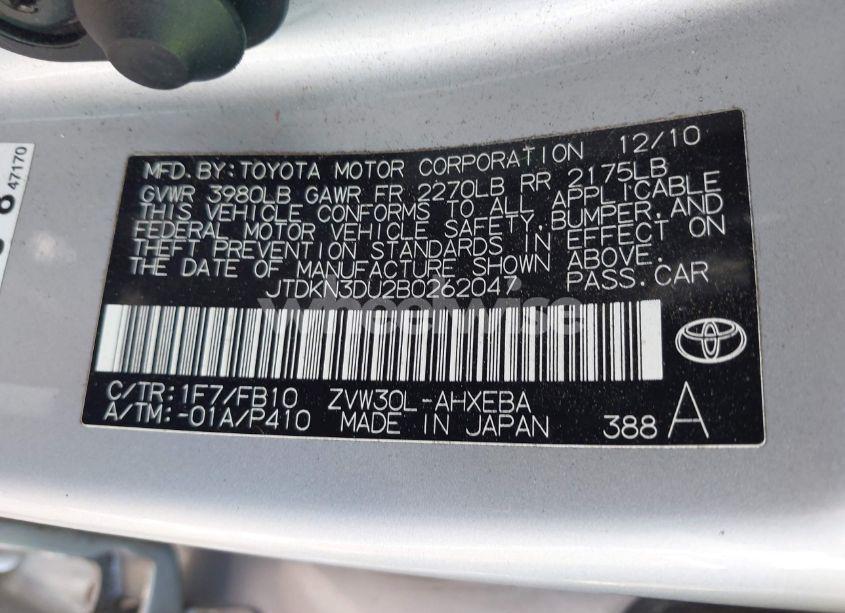 MFD. BY: TOYOTA MOTOR CORPORATION 12/10
GVWR 3980LB GAWR FR 2270LB RR 2175LB
THIS VEHICLE CONFORMS TO ALL APPLICABLE
FEDERAL MOTOR VEHICLE SAFETY, BUMPER, AND
THEFT PREVENTION STANDARDS IN EFFECT ON
THE DATE OF MANUFACTURE SHOWN ABOVE.
JTDKN3DU2B0262047 PASS. CAR
wheelwise
C/TR: 1F7/FB10 ZVW30L-AHXEBA
A/TM: -01A/P410 MADE IN JAPAN 388 A
47170